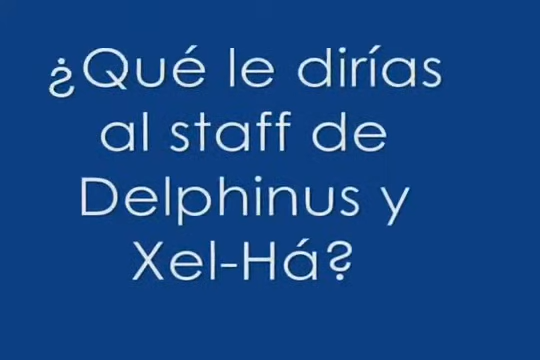 ¿Qué le dirías
al staff de
Delphinus y
Xel-Há?